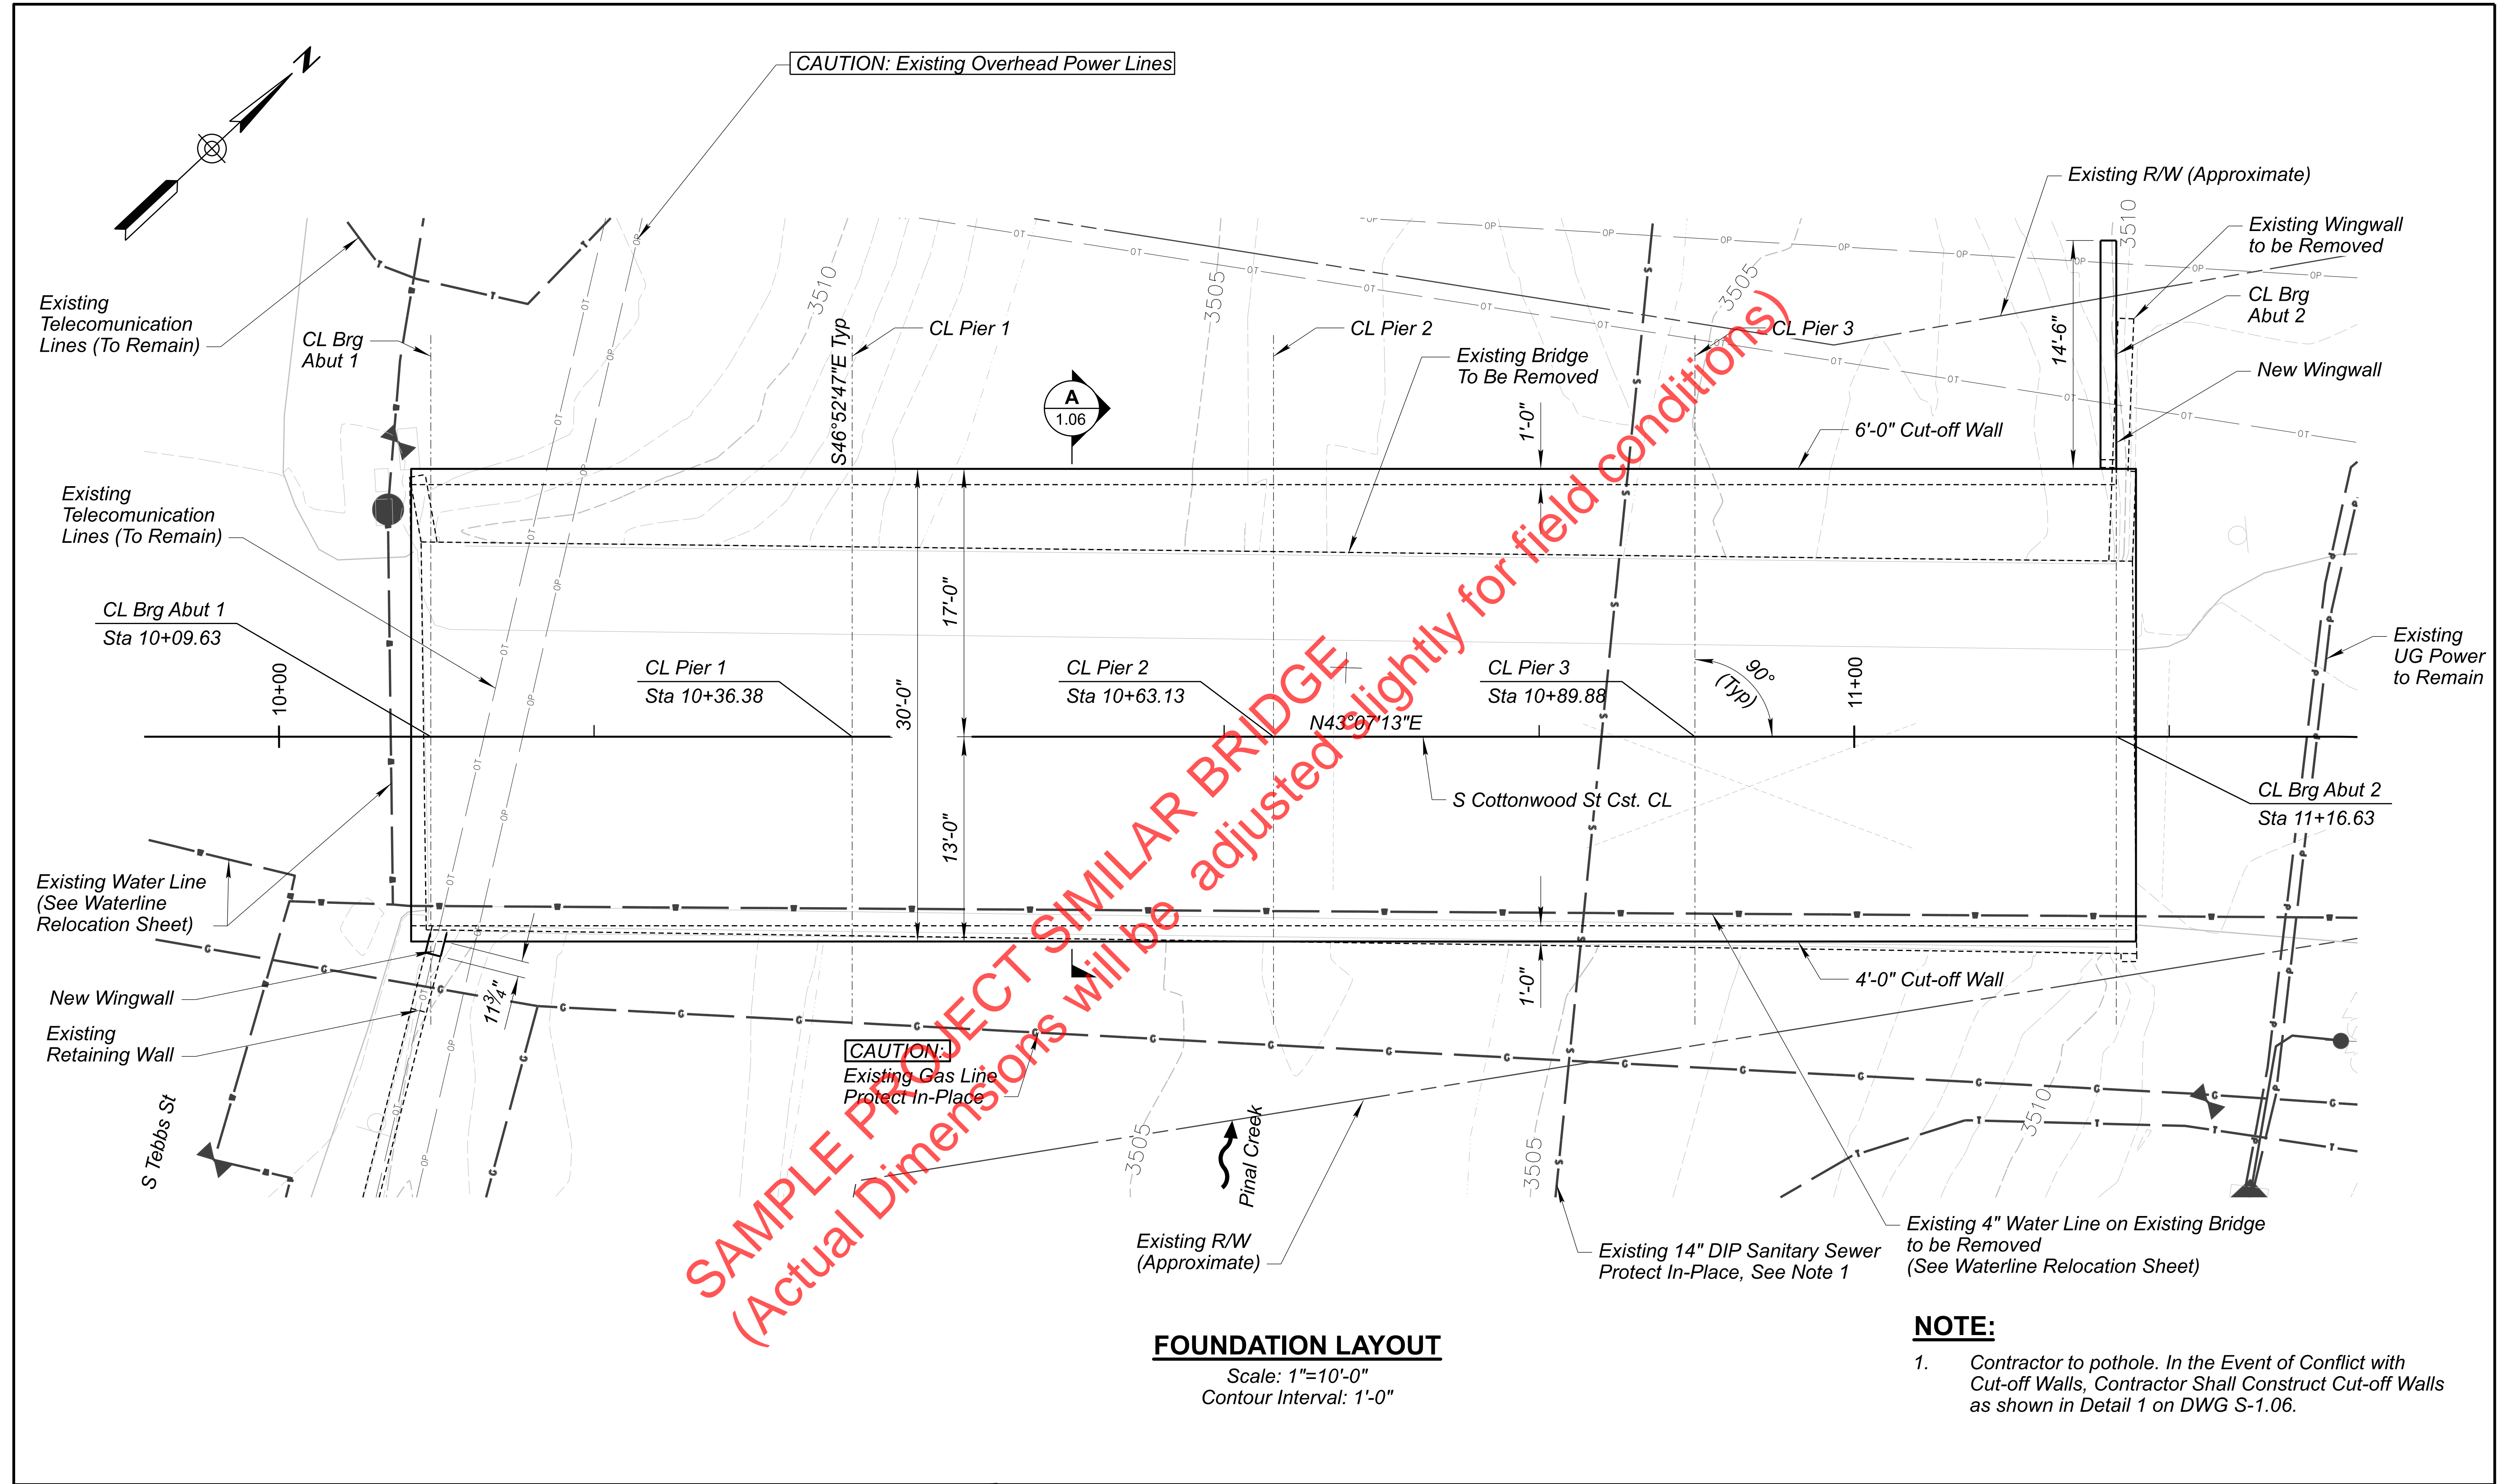 N
CAUTION: Existing Overhead Power Lines
Existing R/W (Approximate)
Existing Wingwall
to be Removed
3510
CL Brg
Abut 2
New Wingwall
14'-6"
Existing
Telecomunication
Lines (To Remain)
CL Brg
Abut 1
3510
S46°52'47"E Typ
CL Pier 1
A
1.06
3505
CL Pier 2
Existing Bridge
To Be Removed
1'-0"
3505
CL Pier 3
6'-0" Cut-off Wall
Existing
Telecomunication
Lines (To Remain)
CL Brg Abut 1
Sta 10+09.63
10+00
CL Pier 1
Sta 10+36.38
30'-0"
17'-0"
13'-0"
CL Pier 2
Sta 10+63.13
N43°07'13"E
CL Pier 3
Sta 10+89.88
90°
(Typ)
11+00
Existing
UG Power
to Remain
S Cottonwood St Cst. CL
CL Brg Abut 2
Sta 11+16.63
Existing Water Line
(See Waterline
Relocation Sheet)
New Wingwall
11¾"
Existing
Retaining Wall
S Tebbs St
CAUTION:
Existing Gas Line
Protect In-Place
1'-0"
4'-0" Cut-off Wall
3505
Pinal Creek
3505
3510
Existing R/W
(Approximate)
Existing 14" DIP Sanitary Sewer
Protect In-Place, See Note 1
Existing 4" Water Line on Existing Bridge
to be Removed
(See Waterline Relocation Sheet)
SAMPLE PROJECT SIMILAR BRIDGE
(Actual Dimensions will be adjusted slightly for field conditions)
FOUNDATION LAYOUT
Scale: 1"=10'-0"
Contour Interval: 1'-0"
NOTE:
1. Contractor to pothole. In the Event of Conflict with
Cut-off Walls, Contractor Shall Construct Cut-off Walls
as shown in Detail 1 on DWG S-1.06.